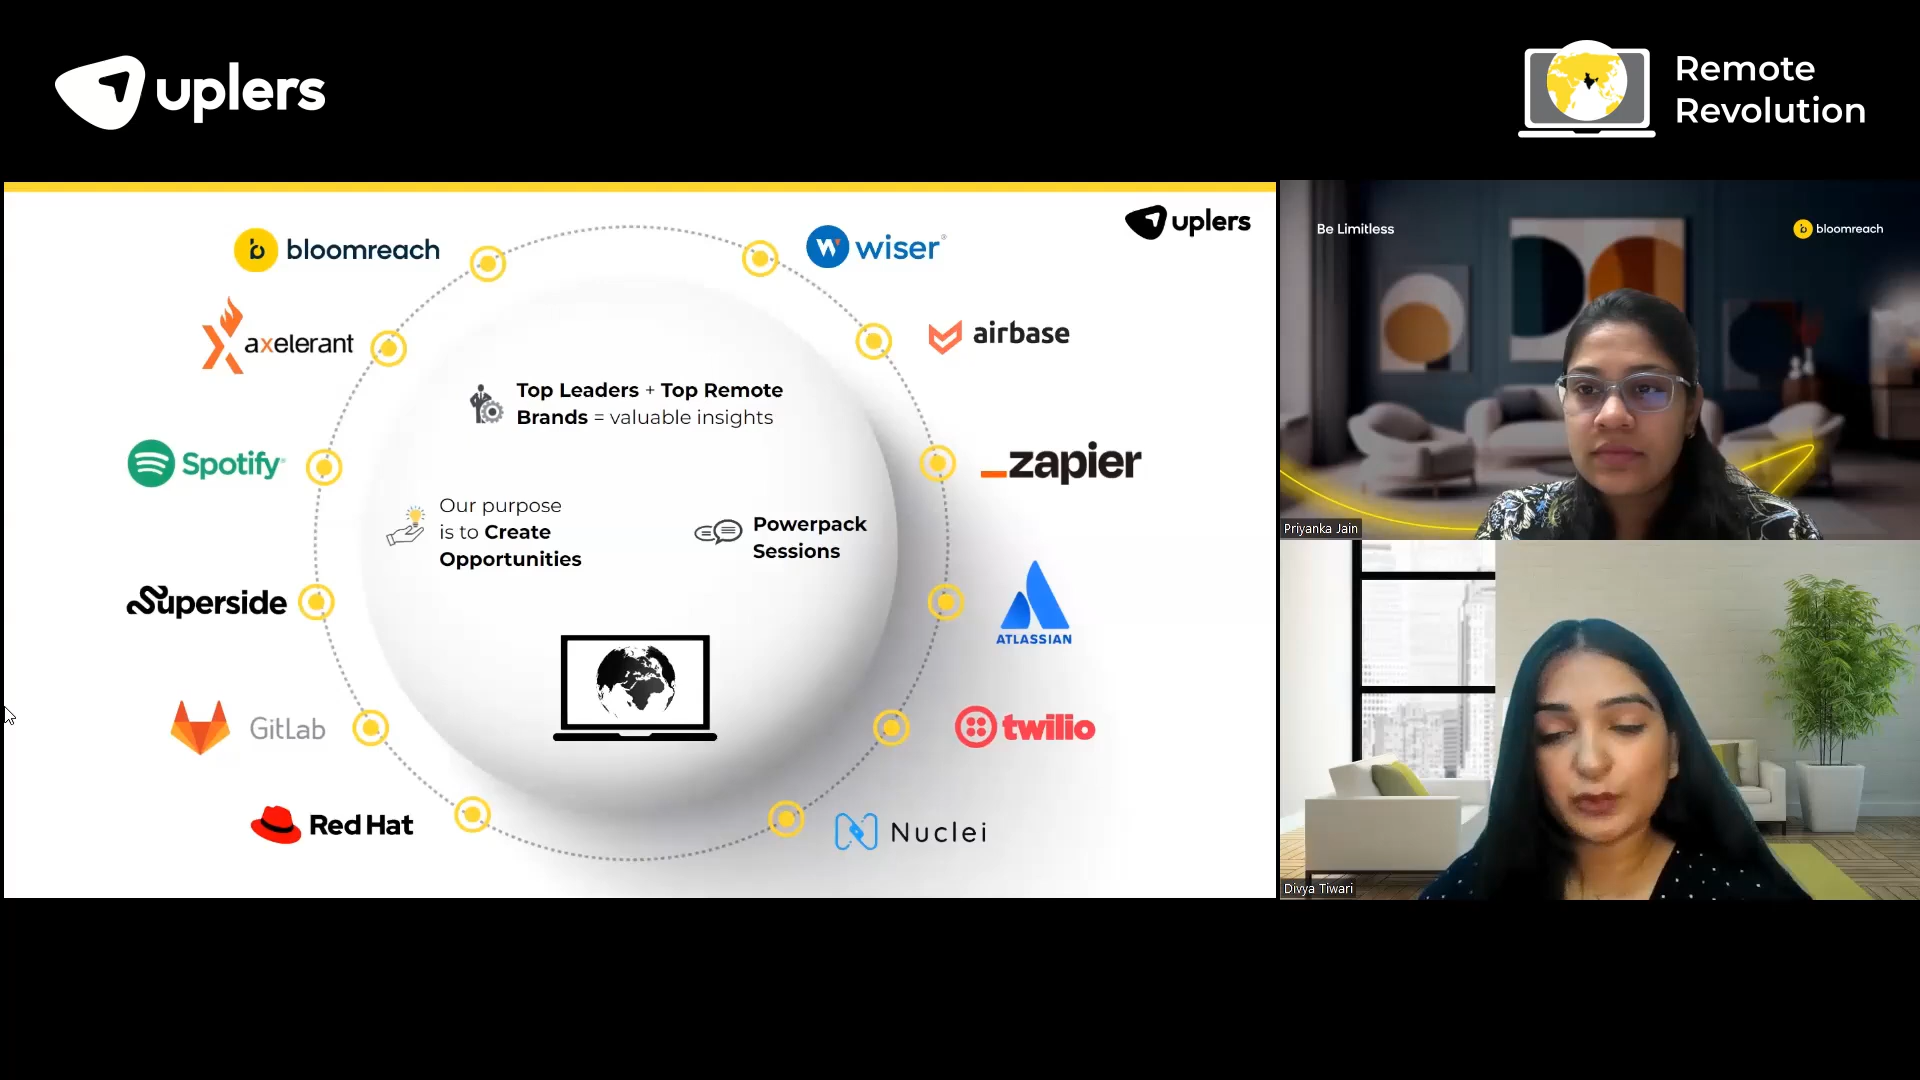 uplers
Remote
Revolution
uplers
bloomreach
wiser
axelerant
airbase
Top Leaders + Top Remote
Brands = valuable insights
Spotify
zapier
Our purpose
is to Create
Opportunities
Powerpack
Sessions
Superside
ATLASSIAN
GitLab
twilio
Red Hat
Nuclei
Be Limitless
bloomreach
Priyanka Jain
Divya Tiwari